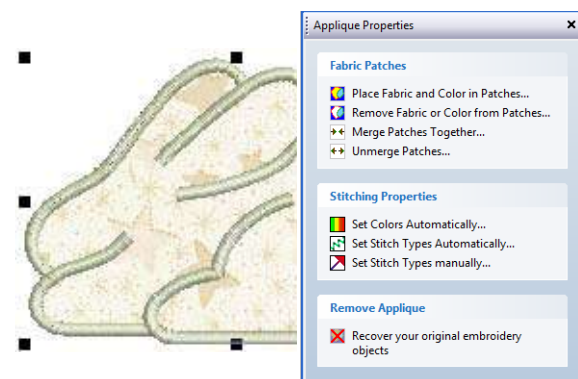 Applique Properties
Fabric Patches
Place Fabric and Color in Patches...
Remove Fabric or Color from Patches...
Merge Patches Together...
Unmerge Patches...
Stitching Properties
Set Colors Automatically...
Set Stitch Types Automatically...
Set Stitch Types manually...
Remove Applique
Recover your original embroidery
objects